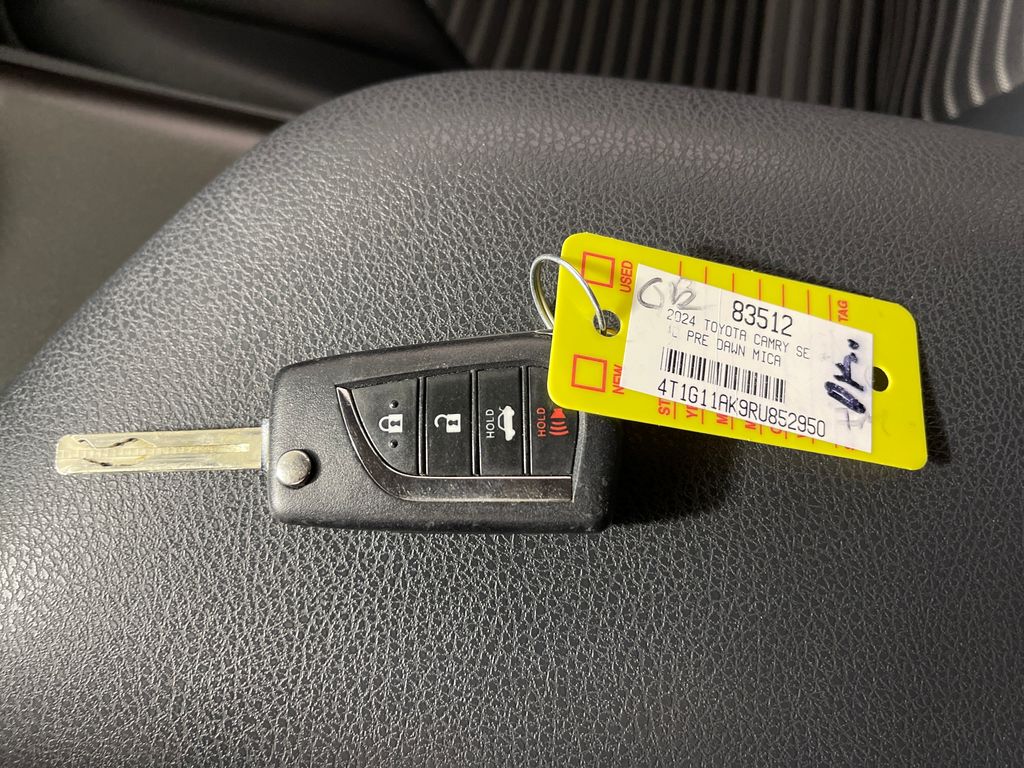 USED
NEW
TAG
83512
2024 TOYOTA CAMRY SE
PRE DAWN MICA
4T1G11AK9RU852950
HOLD
HOLD